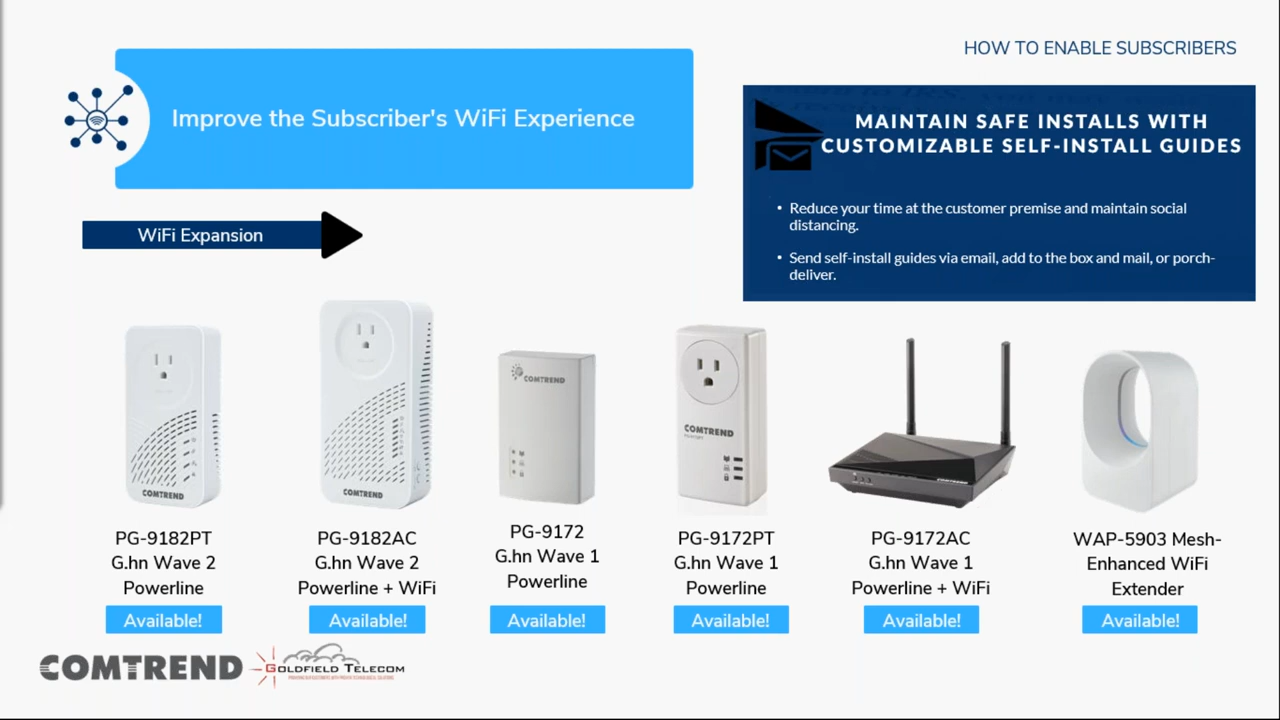 HOW TO ENABLE SUBSCRIBERS
Improve the Subscriber's WiFi Experience
MAINTAIN SAFE INSTALLS WITH
CUSTOMIZABLE SELF-INSTALL GUIDES
• Reduce your time at the customer premise and maintain social
distancing.
• Send self-install guides via email, add to the box and mail, or porch-
deliver.
WiFi Expansion
COMTREND
COMTREND
COMTREND
COMTREND
COMTREND
PG-9182PT
G.hn Wave 2
Powerline
Available!
PG-9182AC
G.hn Wave 2
Powerline + WiFi
Available!
PG-9172
G.hn Wave 1
Powerline
Available!
PG-9172PT
G.hn Wave 1
Powerline
Available!
PG-9172AC
G.hn Wave 1
Powerline + WiFi
Available!
WAP-5903 Mesh-
Enhanced WiFi
Extender
Available!
COMTREND
GOLDFIELD TELECOM